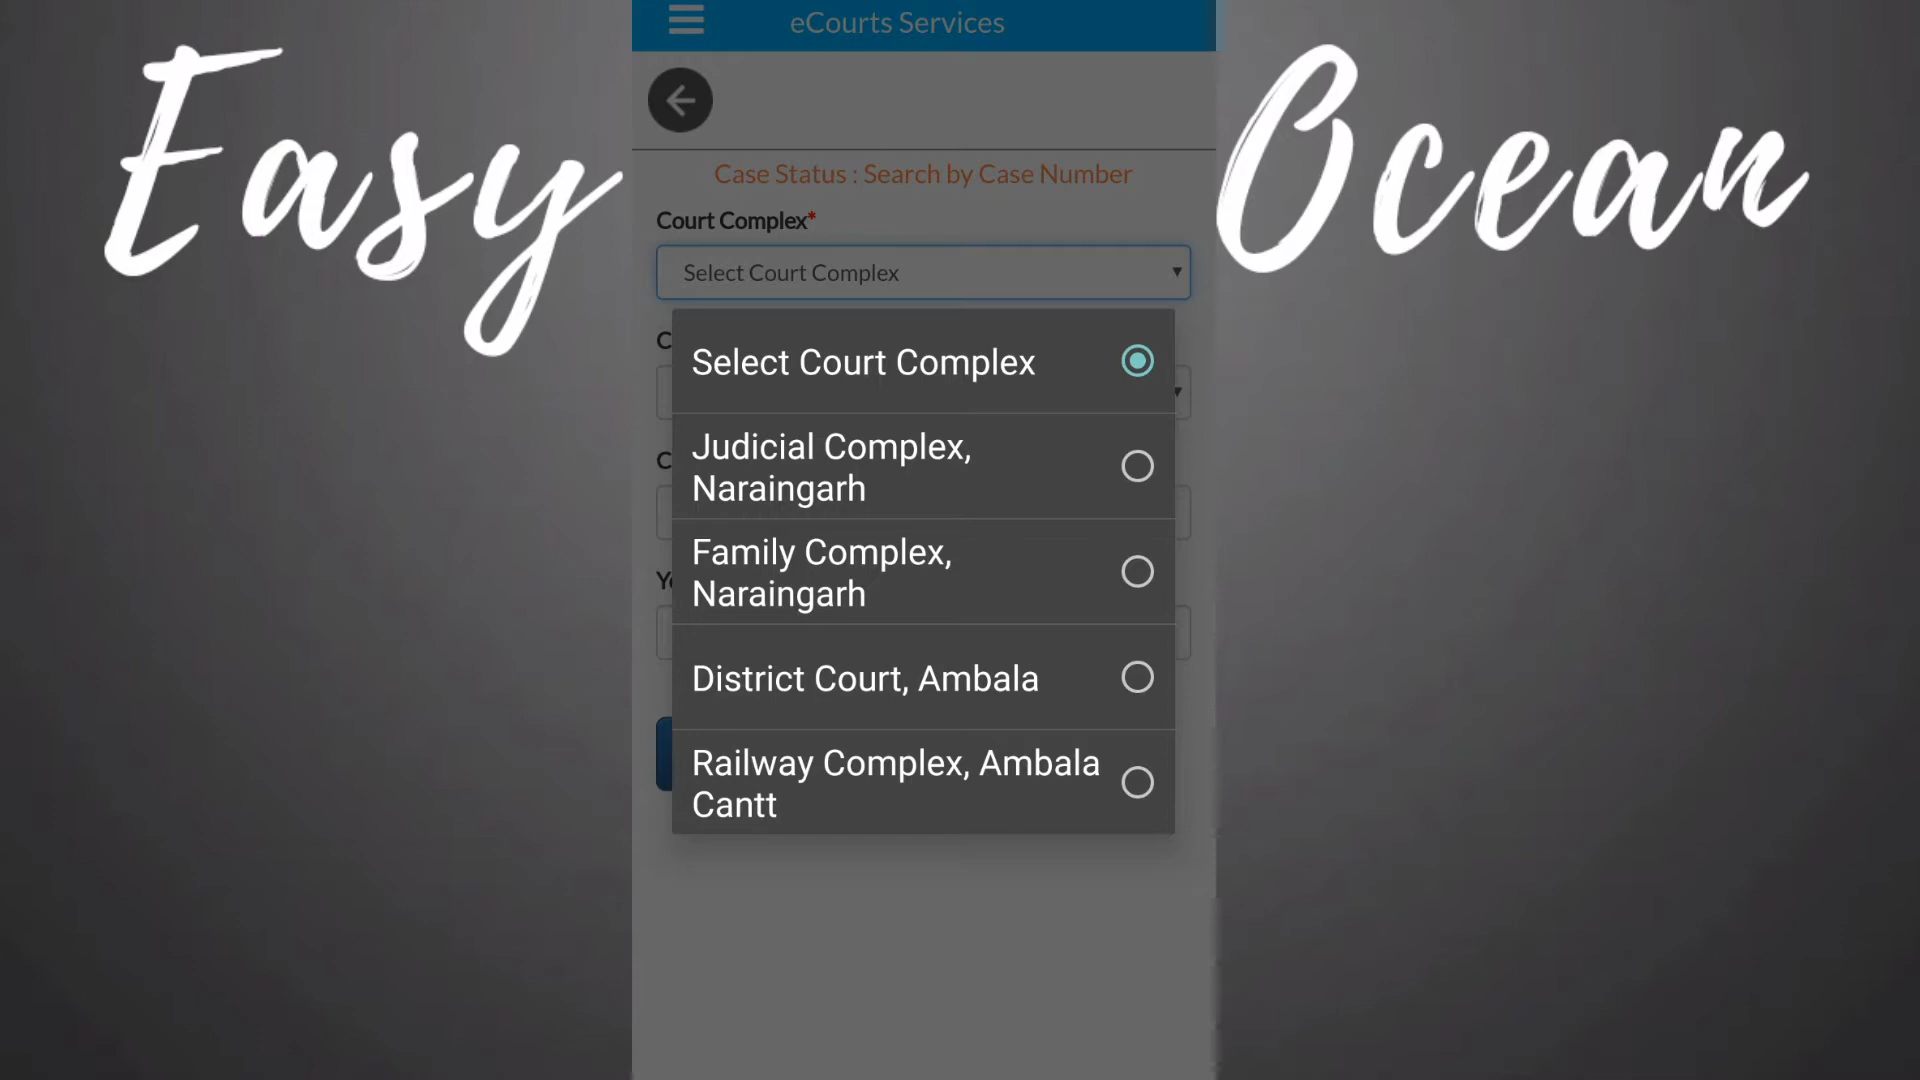 Easy Ocean
eCourts Services
Case Status : Search by Case Number
Court Complex*
Select Court Complex
Select Court Complex
Judicial Complex,
Naraingarh
Family Complex,
Naraingarh
District Court, Ambala
Railway Complex, Ambala
Cantt